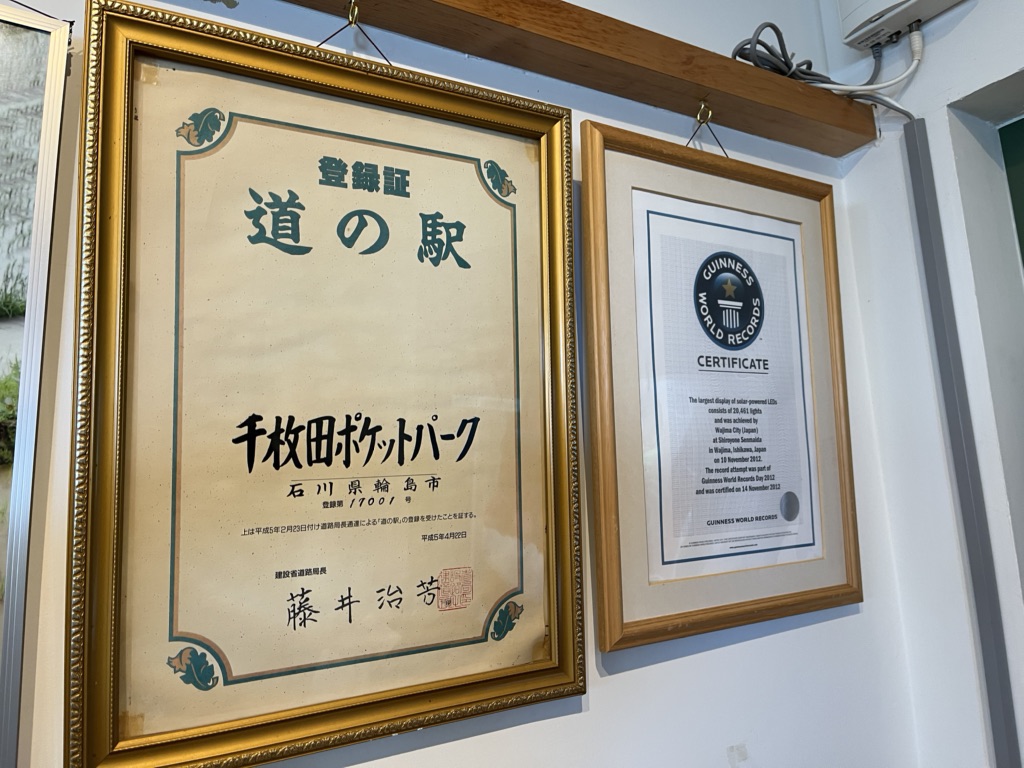 登録証
道の駅
千枚田ポケットパーク
石川県輪島市
登録第 17001 号
上は平成5年2月23日付け道路局長通達による「道の駅」の登録を受けたことを証する。
平成5年4月22日
建設省道路局長
藤井治芳
GUINNESS
WORLD RECORDS
CERTIFICATE
The largest display of solar-powered LEDs
consists of 20,461 lights
and was achieved by
Wajima City (Japan)
at Shiroyone Senmaida
in Wajima, Ishikawa, Japan
on 10 November 2012.
The record attempt was part of
Guinness World Records Day 2012
and was certified on 14 November 2012
GUINNESS WORLD RECORDS